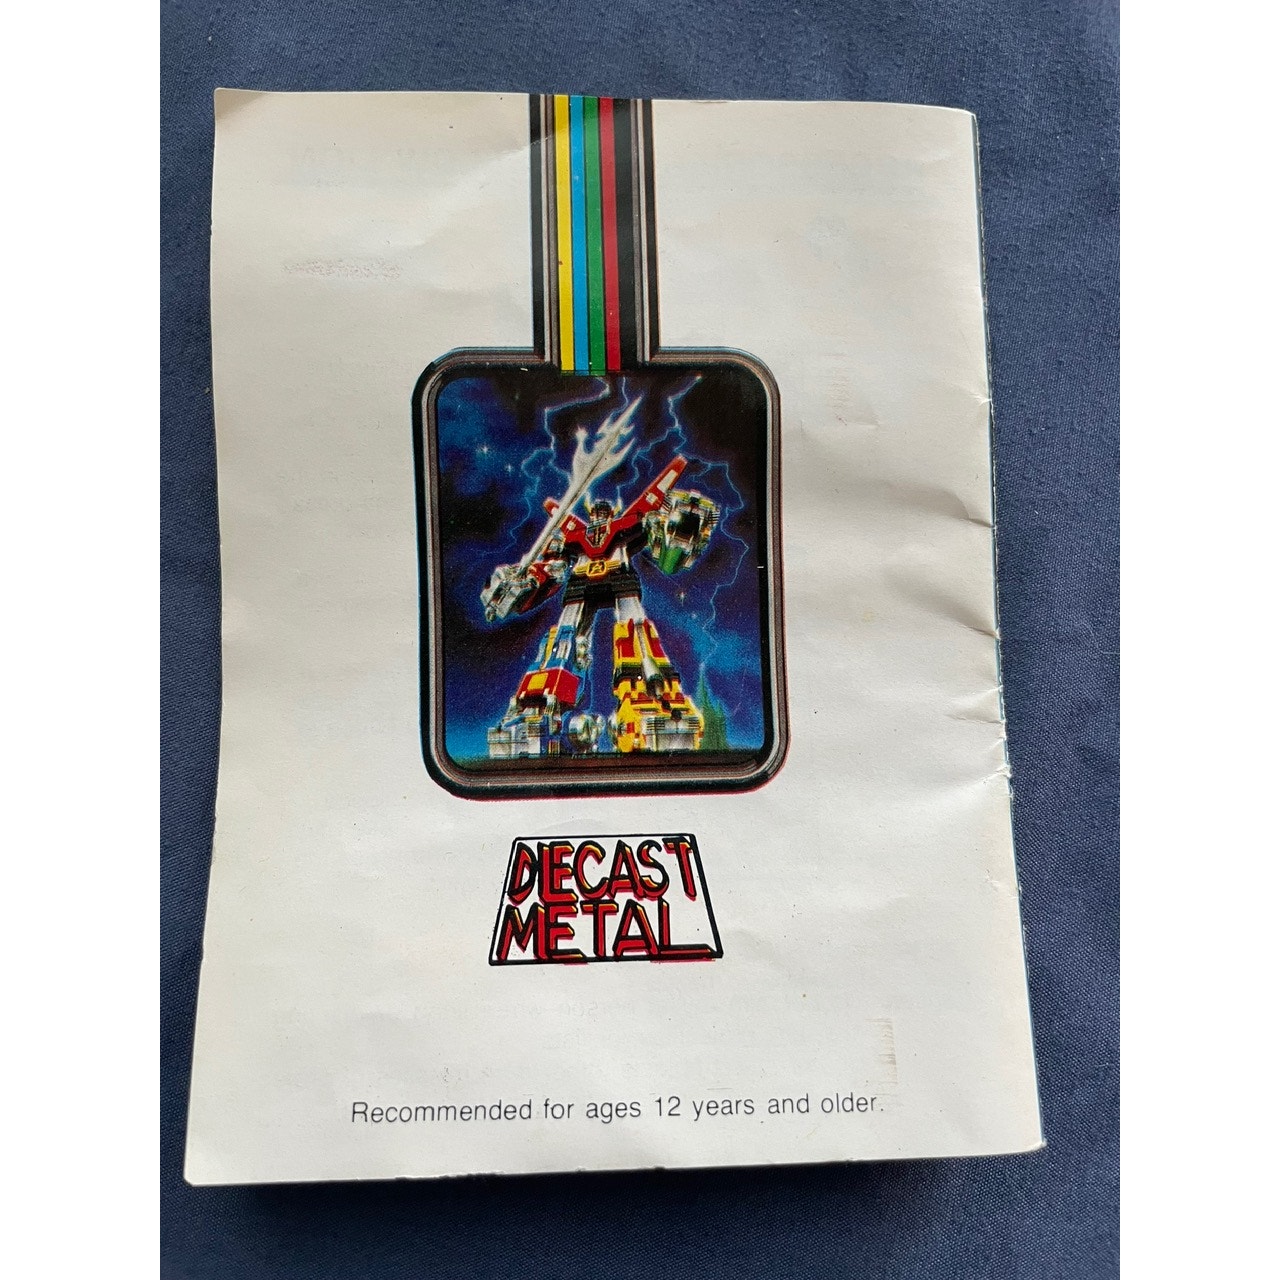 DIECAST
METAL
Recommended for ages 12 years and older.